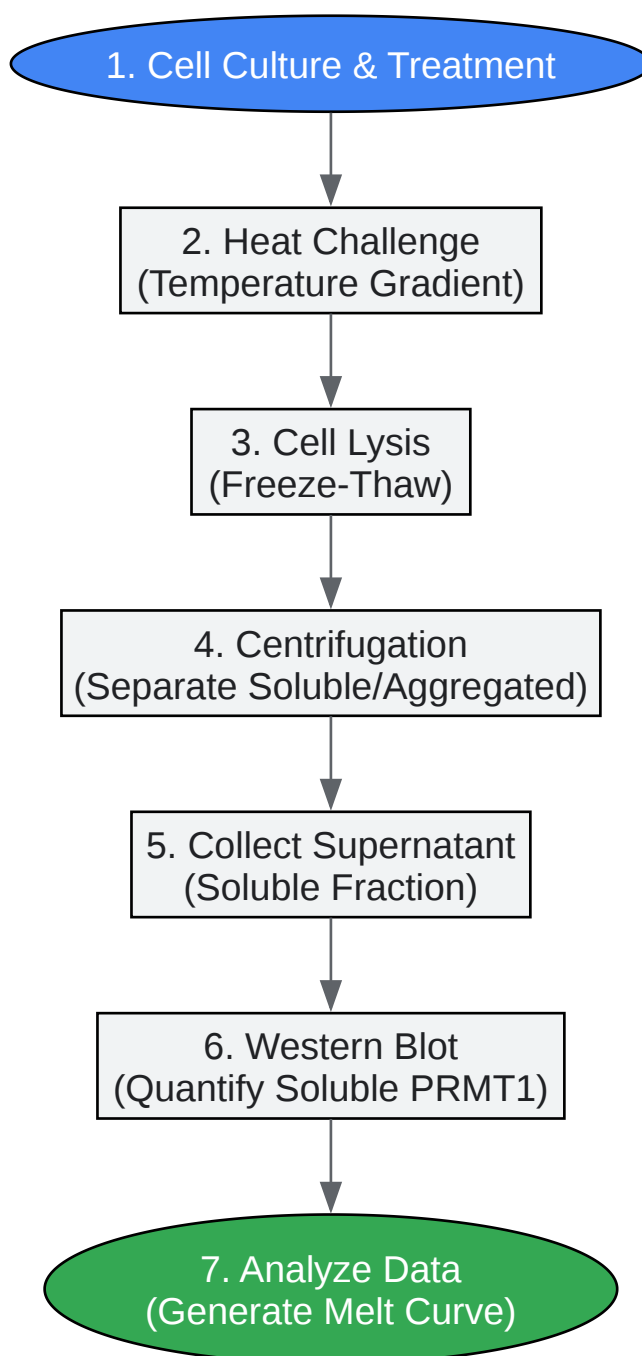 1. Cell Culture & Treatment
2. Heat Challenge
(Temperature Gradient)
3. Cell Lysis
(Freeze-Thaw)
4. Centrifugation
(Separate Soluble/Aggregated)
5. Collect Supernatant
(Soluble Fraction)
6. Western Blot
(Quantify Soluble PRMT1)
7. Analyze Data
(Generate Melt Curve)